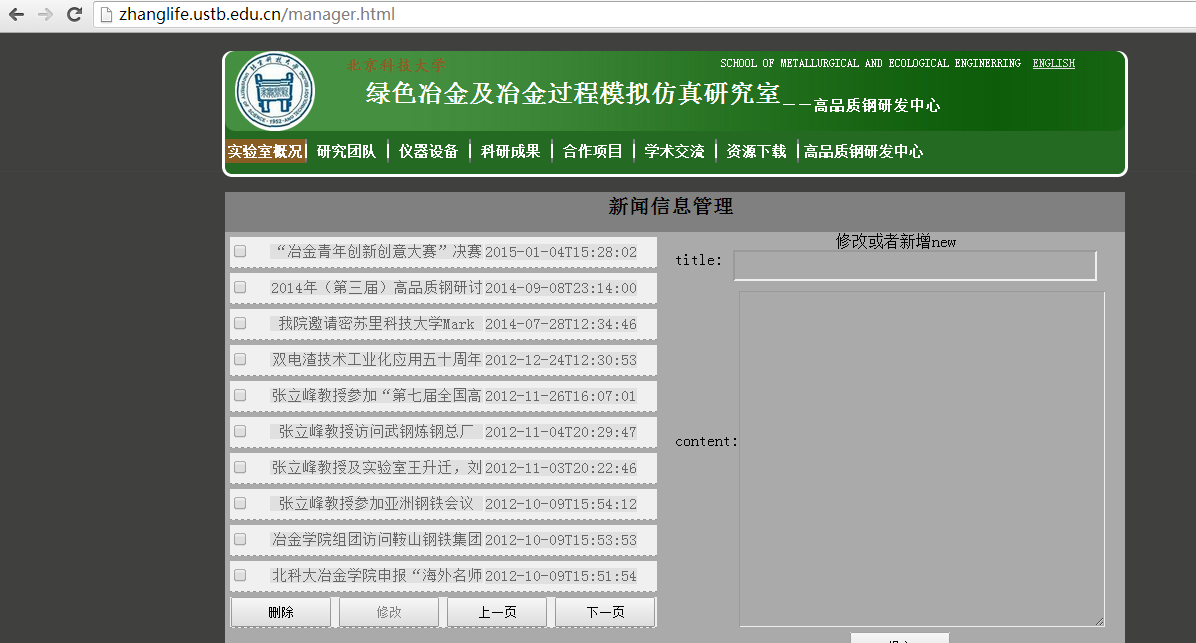 zhanglife.ustb.edu.cn/manager.html
北京科技大学
SCHOOL OF METALLURGICAL AND ECOLOGICAL ENGINEERRING ENGLISH
绿色冶金及冶金过程模拟仿真研究室——高品质钢研发中心
实验室概况 研究团队 仪器设备 科研成果 合作项目 学术交流 资源下载 高品质钢研发中心
新闻信息管理
“冶金青年创新创意大赛”决赛 2015-01-04T15:28:02
2014年（第三届）高品质钢研讨 2014-09-08T23:14:00
我院邀请密苏里科技大学Mark 2014-07-28T12:34:46
双电渣技术工业化应用五十周年 2012-12-24T12:30:53
张立峰教授参加“第七届全国高 2012-11-26T16:07:01
张立峰教授访问武钢炼钢总厂 2012-11-04T20:29:47
张立峰教授及实验室王升迁，刘 2012-11-03T20:22:46
张立峰教授参加亚洲钢铁会议 2012-10-09T15:54:12
冶金学院组团访问鞍山钢铁集团 2012-10-09T15:53:53
北科大冶金学院申报“海外名师 2012-10-09T15:51:54
删除 修改 上一页 下一页
修改或者新增new
title:
content: